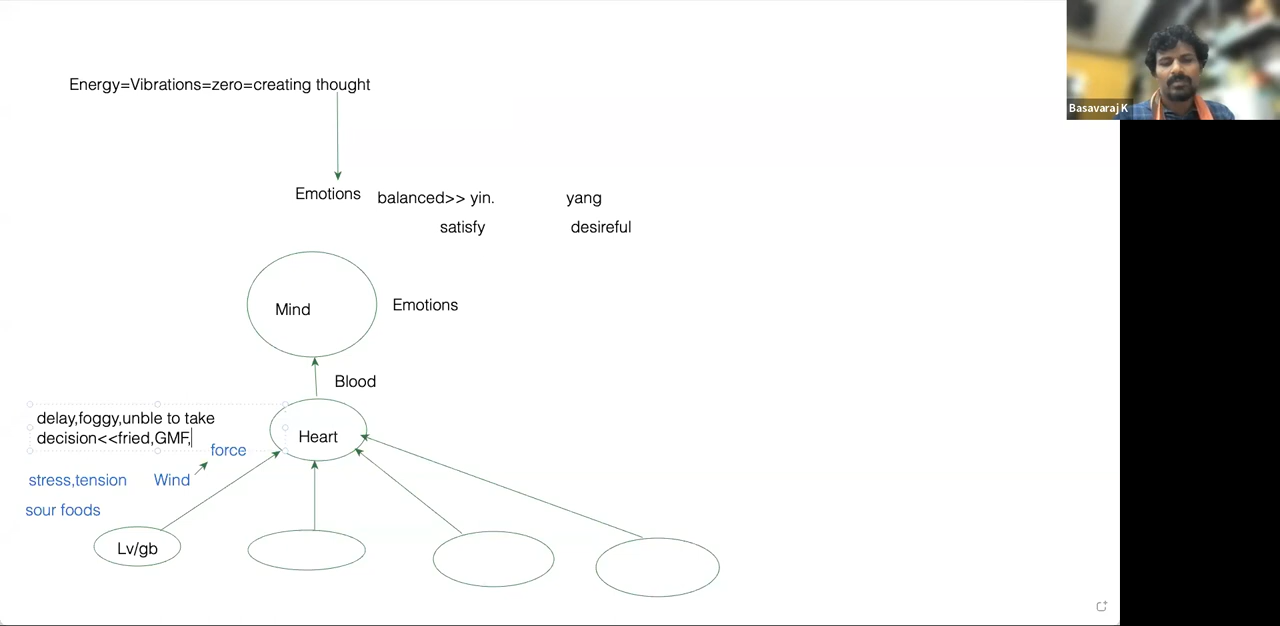 Energy=Vibrations=zero=creating thought
Basavaraj K
Emotions
balanced>> yin.
yang
satisfy
desireful
Mind
Emotions
Blood
delay,foggy,unble to take
decision<<fried,GMF,
Heart
force
stress,tension
Wind
sour foods
Lv/gb